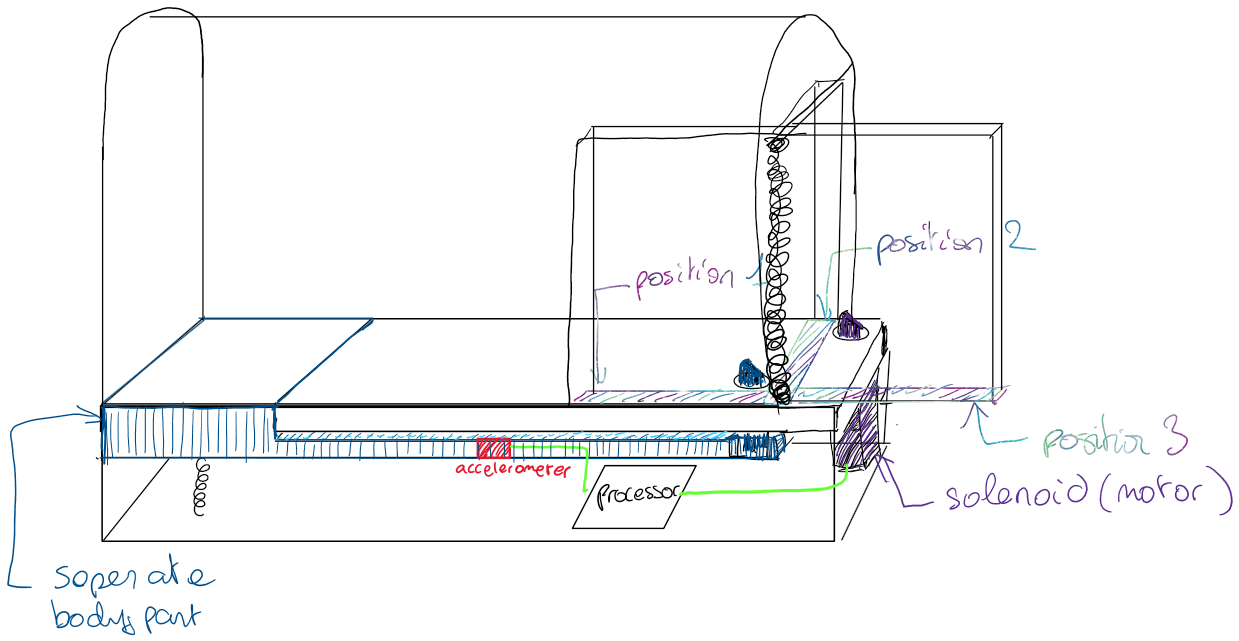 position 1
position 2
position 3
accelerometer
processor
solenoid (motor)
soperate
body part